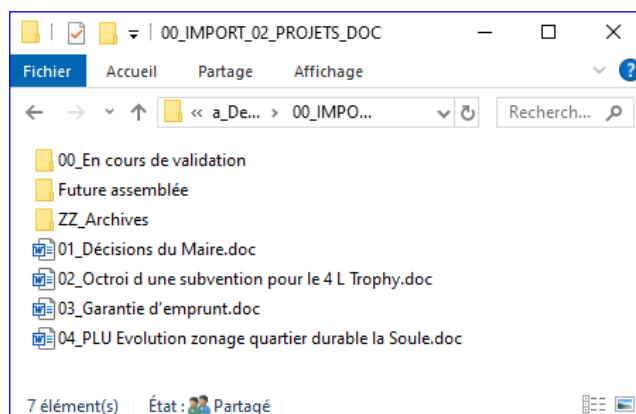 00_IMPORT_02_PROJETS_DOC
Fichier Accueil Partage Affichage
« a_De... > 00_IMPO... Recherch...
00_En cours de validation
Future assemblée
ZZ_Archives
01_Décisions du Maire.doc
02_Octroi d une subvention pour le 4 L Trophy.doc
03_Garantie d’emprunt.doc
04_PLU Evolution zonage quartier durable la Soule.doc
7 élément(s) État : Partagé